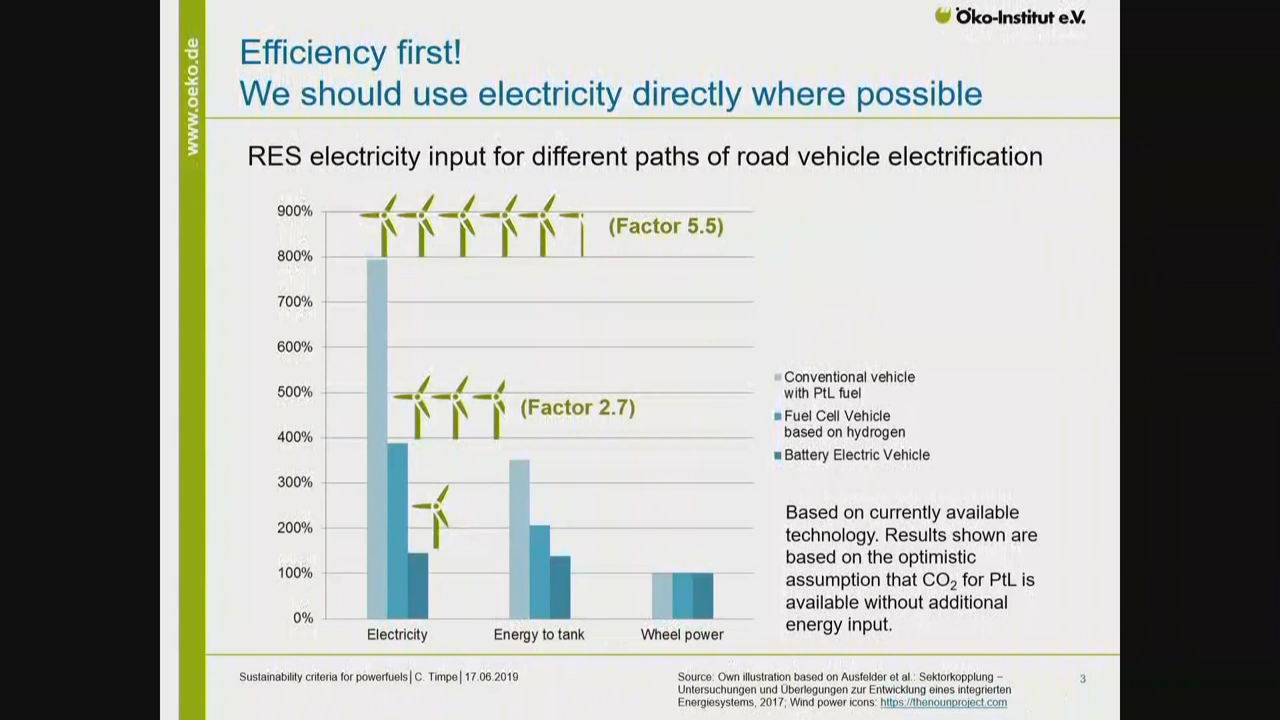 Öko-Institut e.V.
www.oeko.de
Efficiency first!
We should use electricity directly where possible
RES electricity input for different paths of road vehicle electrification
900%
800%
700%
600%
500%
400%
300%
200%
100%
0%
(Factor 5.5)
(Factor 2.7)
Electricity
Energy to tank
Wheel power
Conventional vehicle
with PtL fuel
Fuel Cell Vehicle
based on hydrogen
Battery Electric Vehicle
Based on currently available
technology. Results shown are
based on the optimistic
assumption that CO₂ for PtL is
available without additional
energy input.
Sustainability criteria for powerfuels│C. Timpe│17.06.2019
Source: Own illustration based on Ausfelder et al.: Sektorkopplung –
Untersuchungen und Überlegungen zur Entwicklung eines integrierten
Energiesystems, 2017; Wind power icons: https://thenounproject.com
3